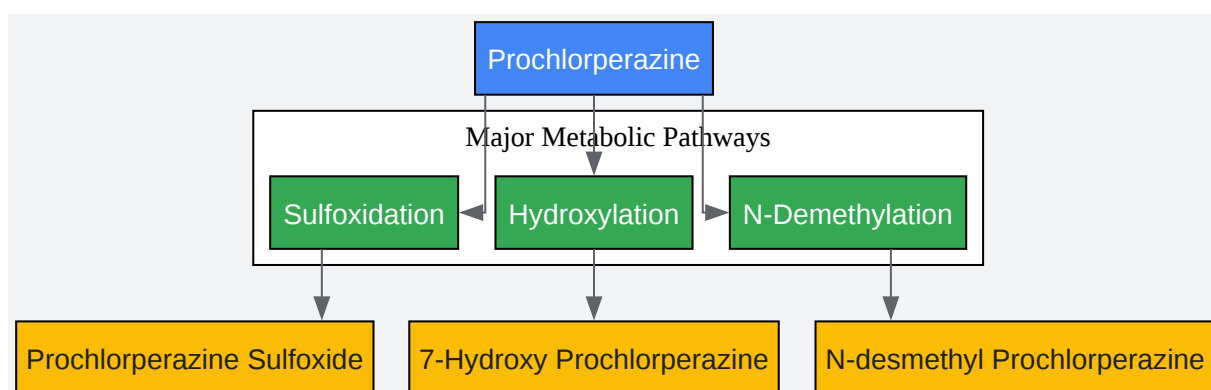 Prochlorperazine
Major Metabolic Pathways
Sulfoxidation
Hydroxylation
N-Demethylation
Prochlorperazine Sulfoxide
7-Hydroxy Prochlorperazine
N-desmethyl Prochlorperazine